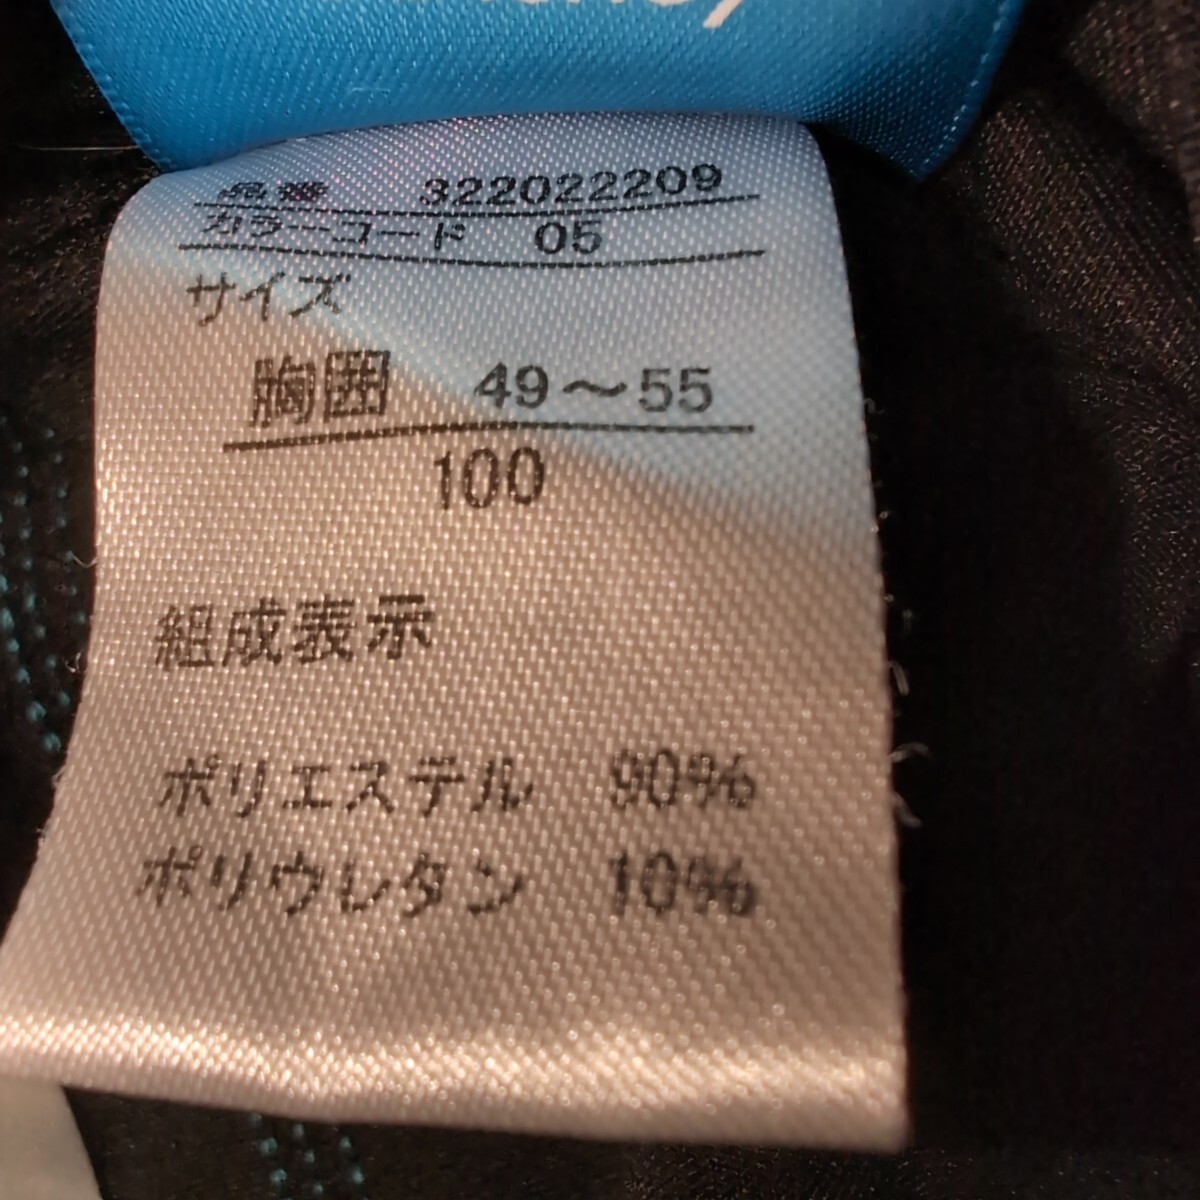 品番 322022209
カラーコード 05
サイズ
胸囲 49～55
100
組成表示
ポリエステル 90%
ポリウレタン 10%